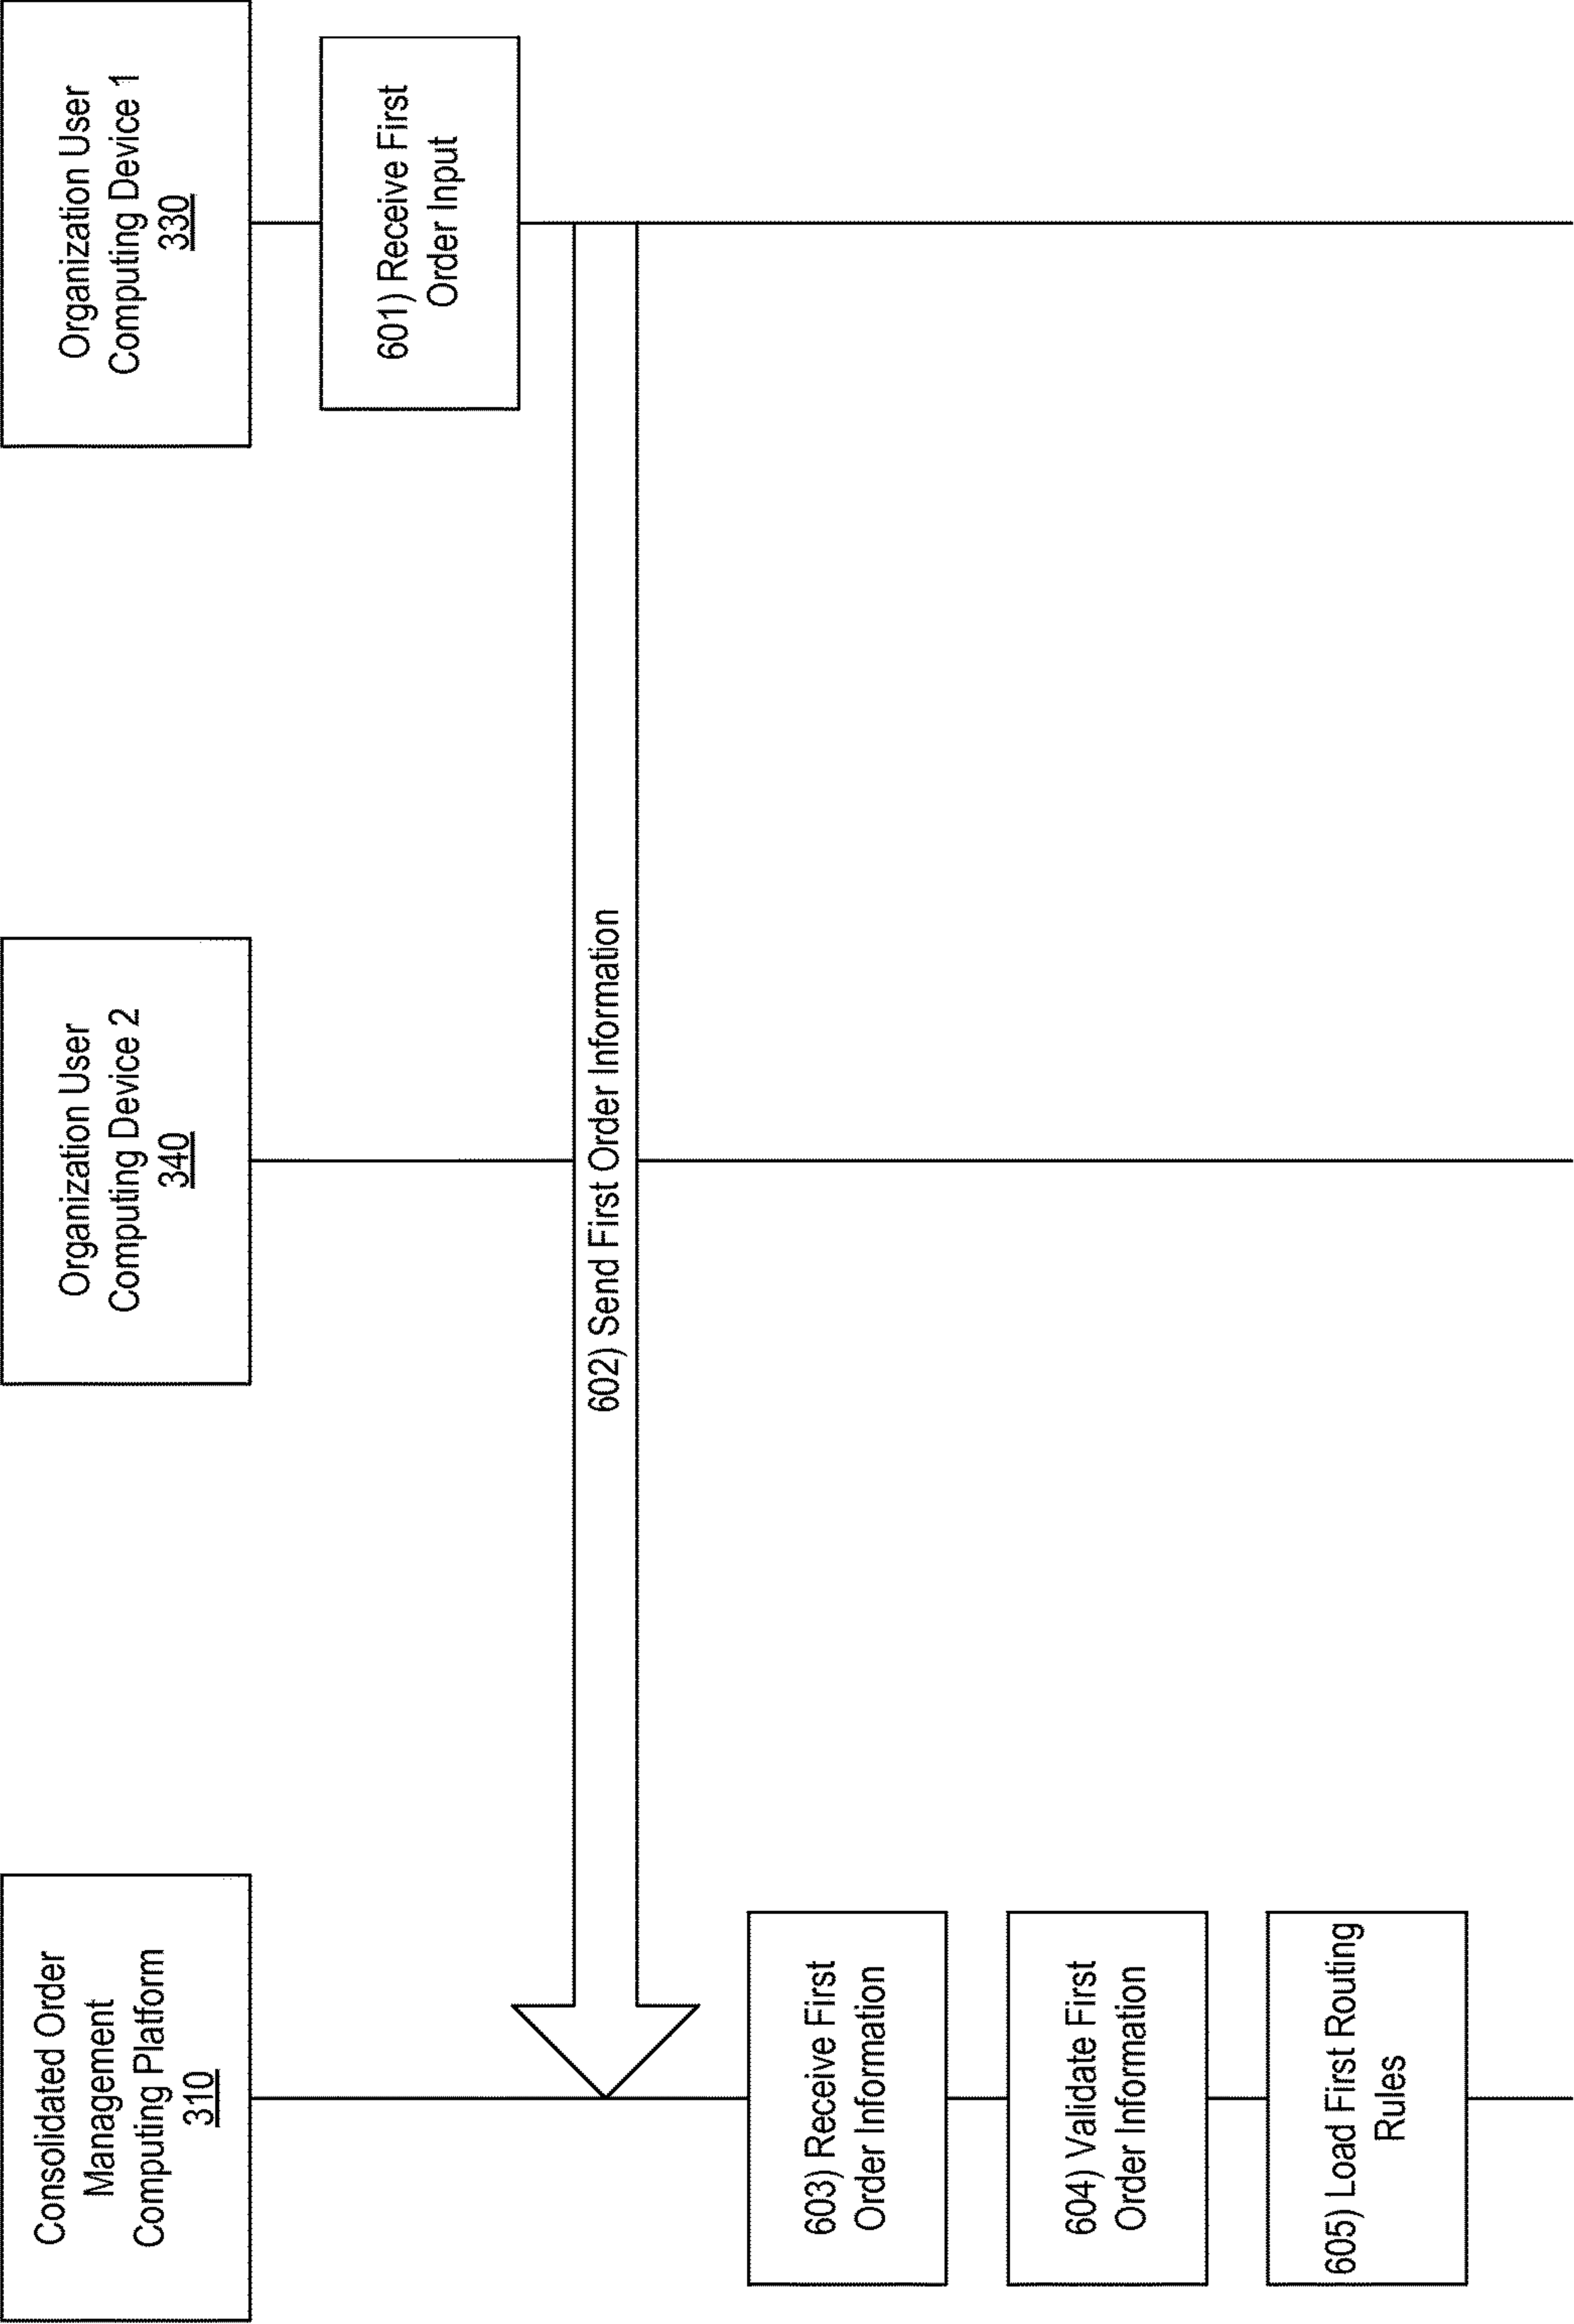 Consolidated Order
Management
Computing Platform
310
Organization User
Computing Device 2
340
Organization User
Computing Device 1
330
601) Receive First
Order Input
602) Send First Order Information
603) Receive First
Order Information
604) Validate First
Order Information
605) Load First Routing
Rules